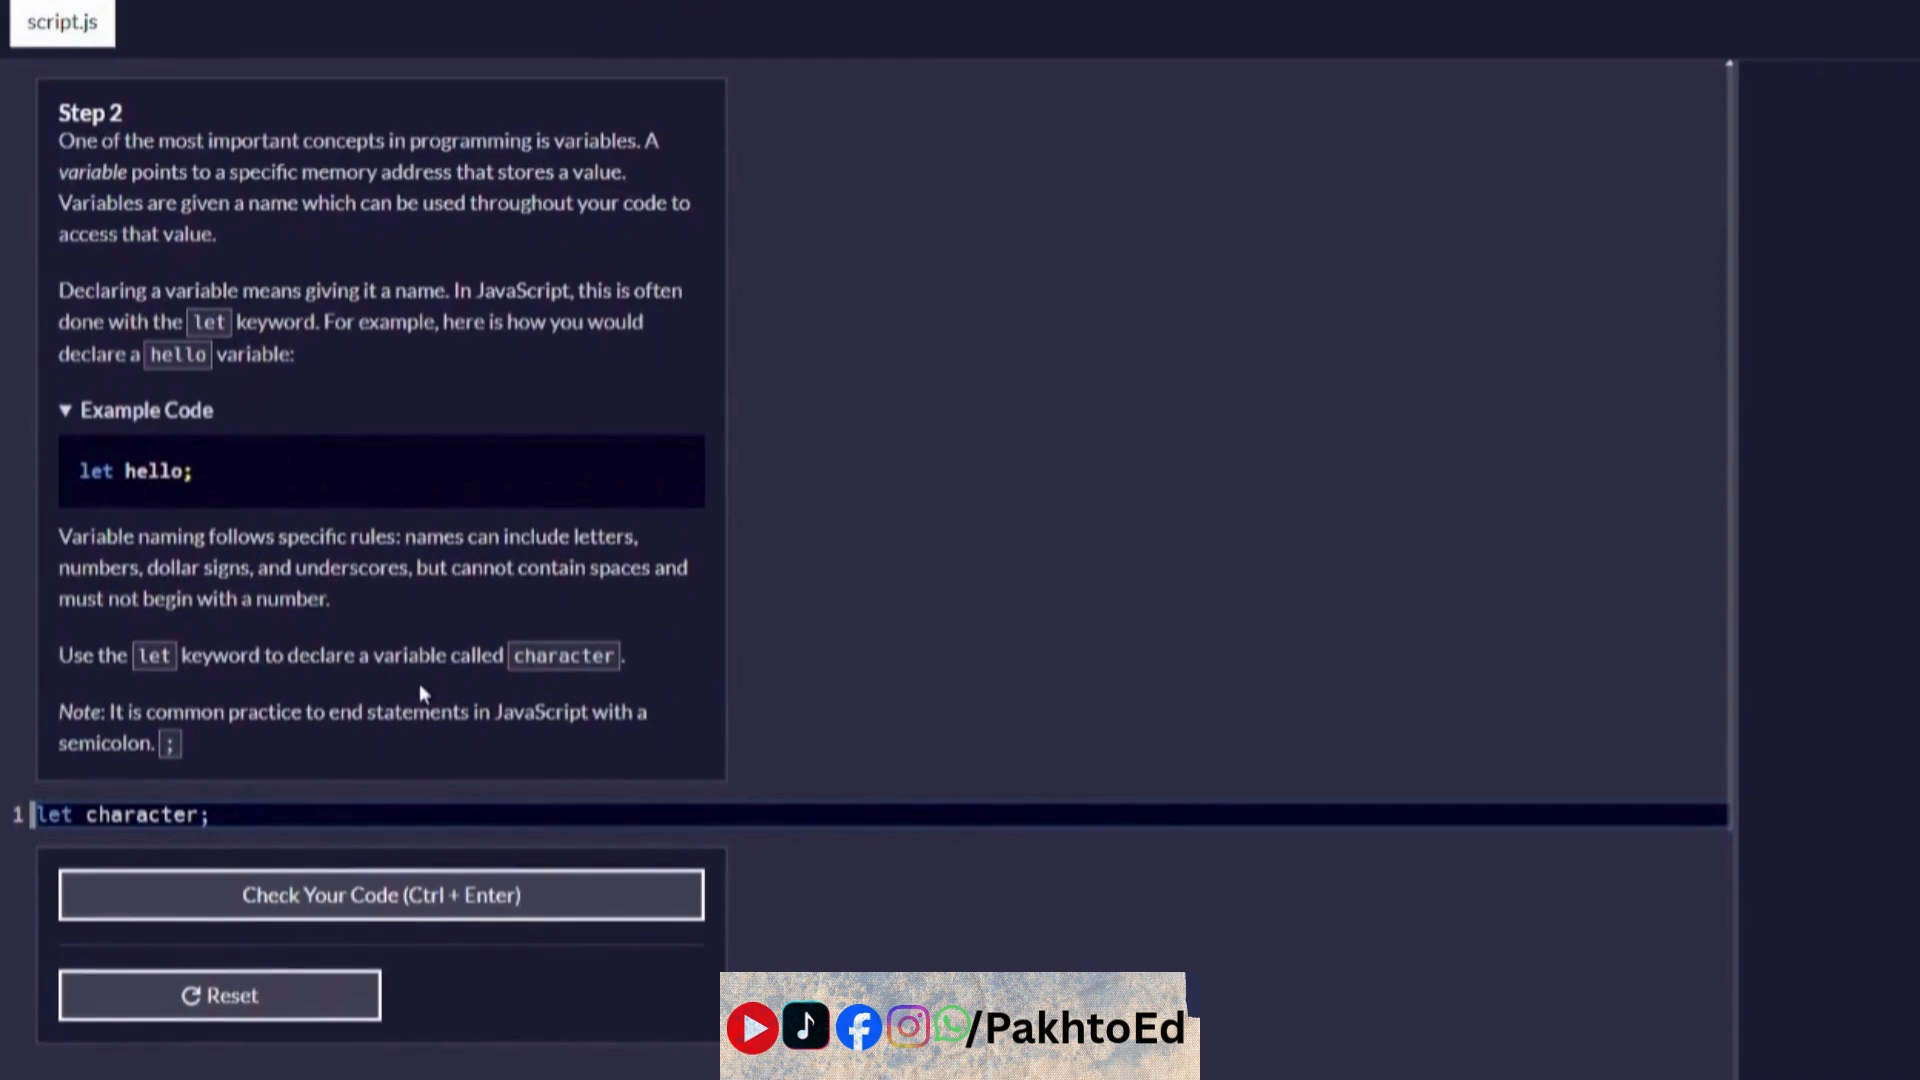 script.js
Step 2
One of the most important concepts in programming is variables. A
variable points to a specific memory address that stores a value.
Variables are given a name which can be used throughout your code to
access that value.
Declaring a variable means giving it a name. In JavaScript, this is often
done with the let keyword. For example, here is how you would
declare a hello variable:
▼ Example Code
let hello;
Variable naming follows specific rules: names can include letters,
numbers, dollar signs, and underscores, but cannot contain spaces and
must not begin with a number.
Use the let keyword to declare a variable called character.
Note: It is common practice to end statements in JavaScript with a
semicolon. ;
1 let character;
Check Your Code (Ctrl + Enter)
Reset
/PakhtoEd